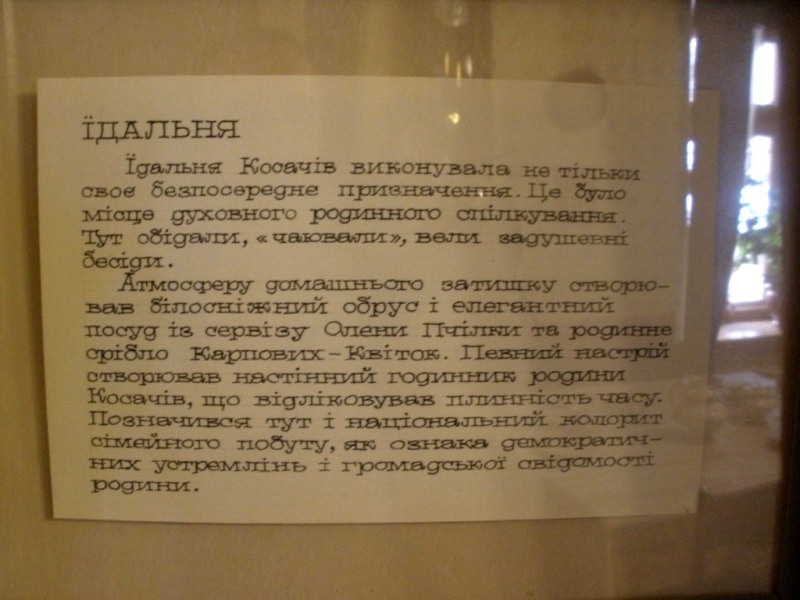 ЇДАЛЬНЯ
Їдальня Косачів виконувала не тільки
своє безпосереднє призначення. Це було
місце духовного родинного спілкування.
Тут обідали, «чаювали», вели задушевні
бесіди.
Атмосферу домашнього затишку створю-
вав білосніжний обрус і елегантний
посуд із сервізу Олени Пчілки та родинне
срібло Карпових-Квіток. Певний настрій
створював настінний годинник родини
Косачів, що відліковував плинність часу.
Позначився тут і національний колорит
сімейного побуту, як ознака демократич-
них устремлінь і громадської свідомості
родини.